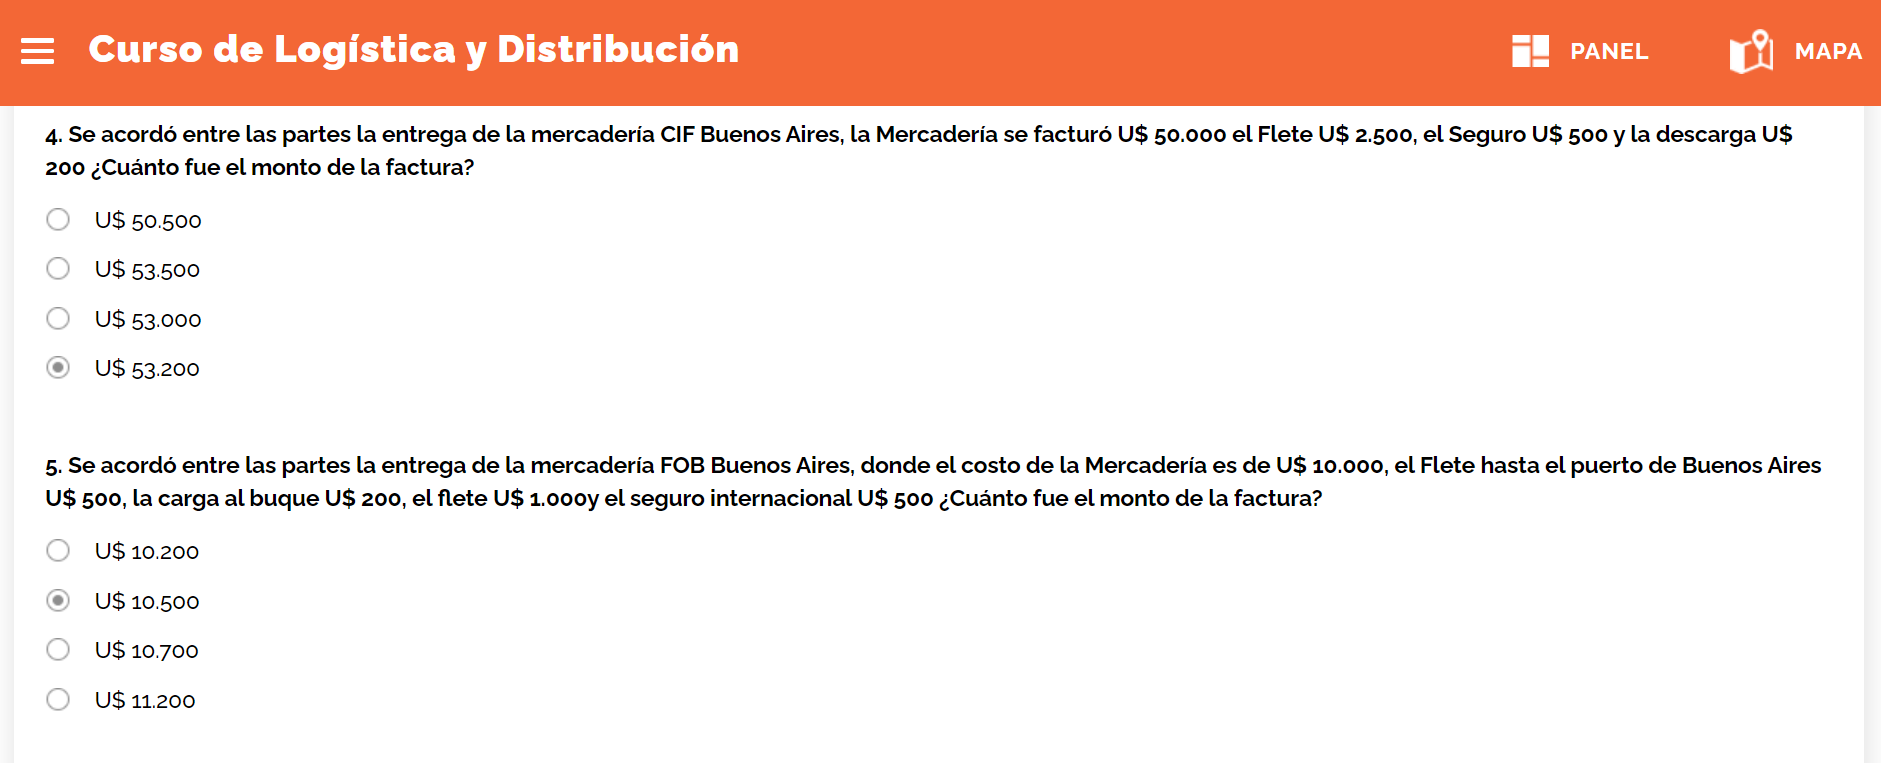 Curso de Logística y Distribución
PANEL
MAPA
4. Se acordó entre las partes la entrega de la mercadería CIF Buenos Aires, la Mercadería se facturó U$ 50.000 el Flete U$ 2.500, el Seguro U$ 500 y la descarga U$
200 ¿Cuánto fue el monto de la factura?
U$ 50.500
U$ 53.500
U$ 53.000
U$ 53.200
5. Se acordó entre las partes la entrega de la mercadería FOB Buenos Aires, donde el costo de la Mercadería es de U$ 10.000, el Flete hasta el puerto de Buenos Aires
U$ 500, la carga al buque U$ 200, el flete U$ 1.000y el seguro internacional U$ 500 ¿Cuánto fue el monto de la factura?
U$ 10.200
U$ 10.500
U$ 10.700
U$ 11.200